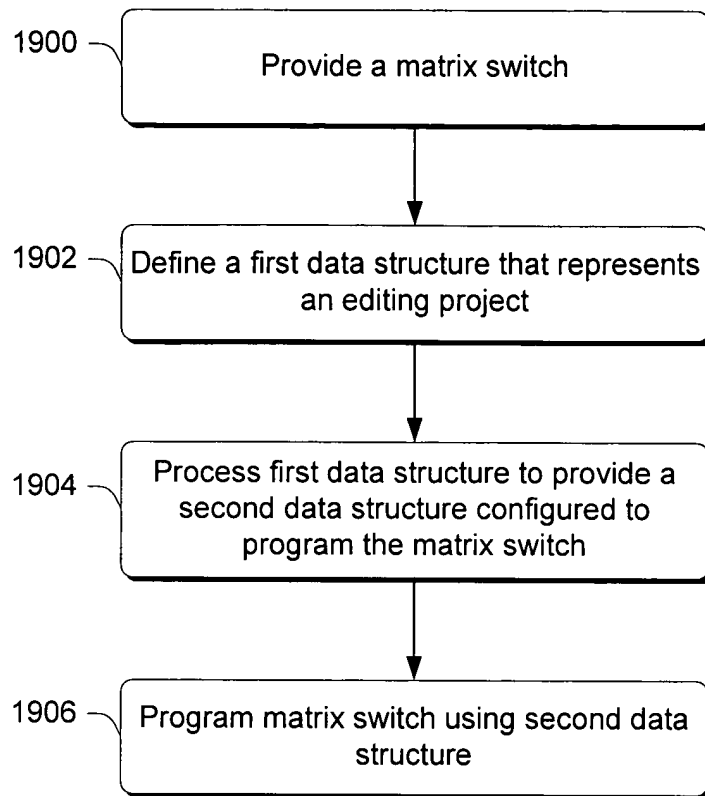 1900
Provide a matrix switch
1902
Define a first data structure that represents
an editing project
1904
Process first data structure to provide a
second data structure configured to
program the matrix switch
1906
Program matrix switch using second data
structure